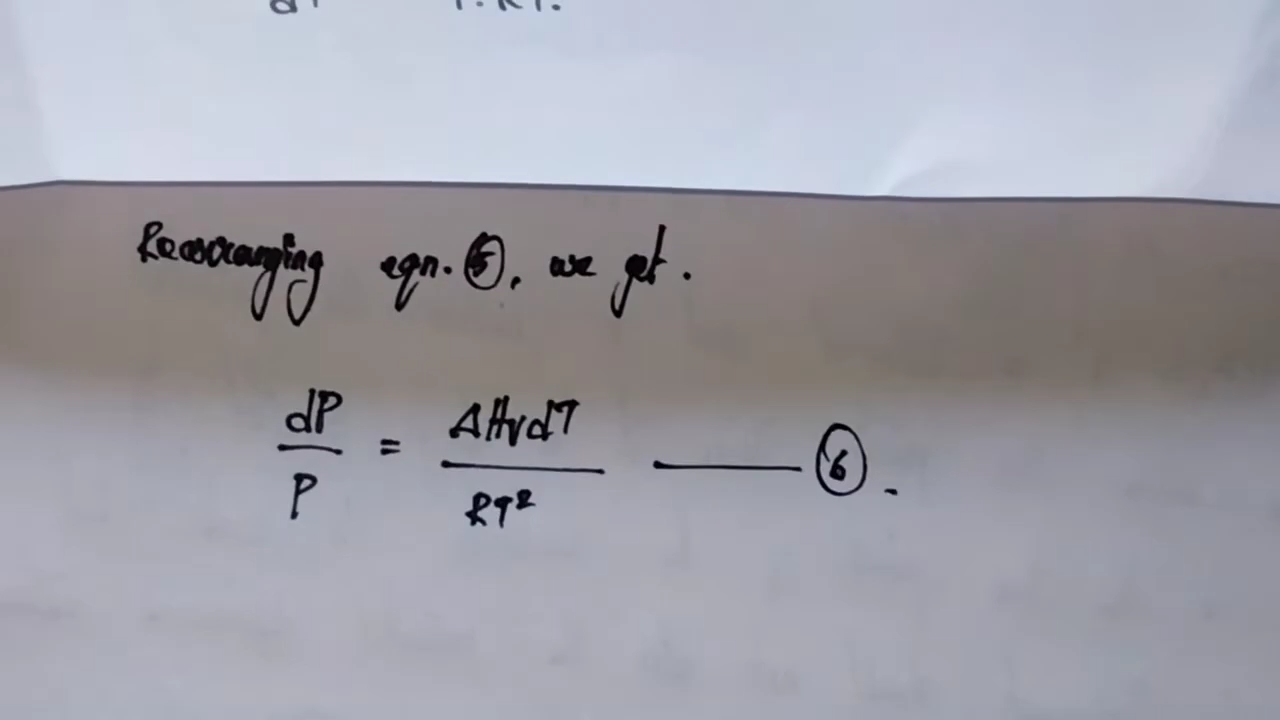 Rearranging eqn. ⑤, we get.
dP/P = ΔHvdT/RT² —— ⑥.